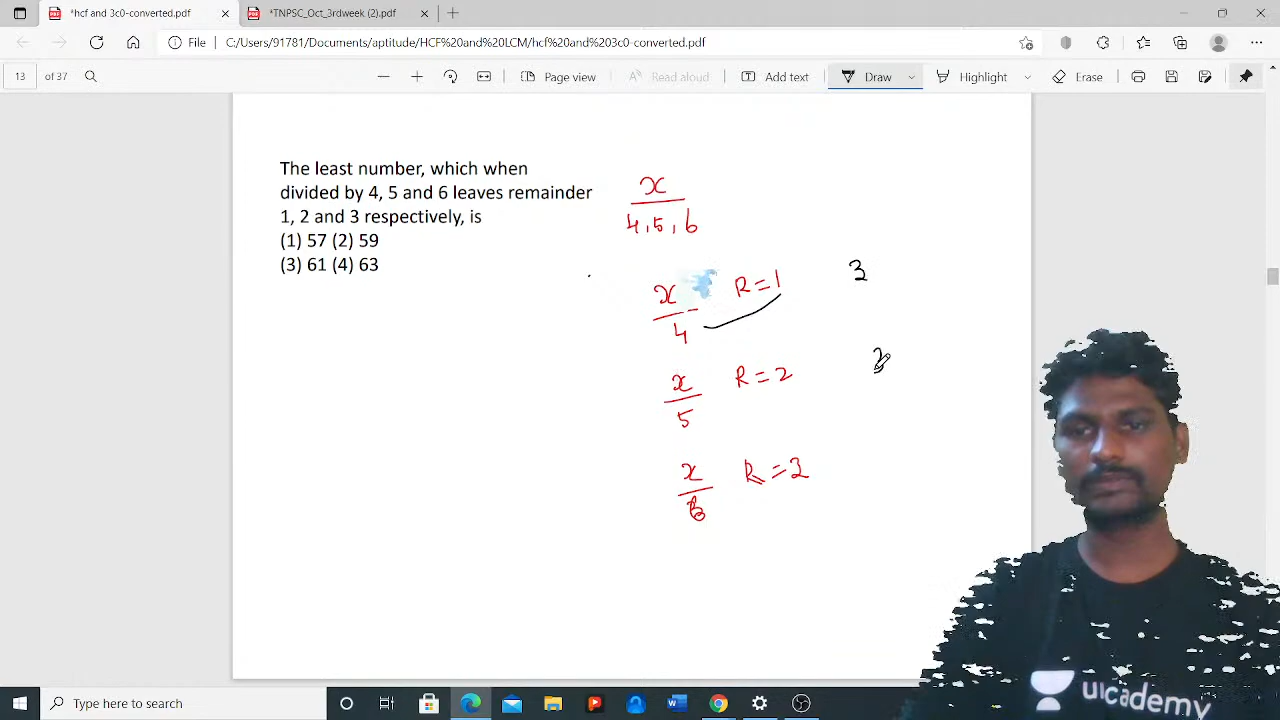 *hcf and 3c0-converted.pdf
*TNPSC_Oct_3rdweek (2).pdf
File C:/Users/91781/Documents/aptitude/HCF%20and%20LCM/hcf%20and%203c0-converted.pdf
13 of 37 Page view Read aloud Add text Draw Highlight Erase
The least number, which when
divided by 4, 5 and 6 leaves remainder
1, 2 and 3 respectively, is
(1) 57 (2) 59
(3) 61 (4) 63
x
4,5,6
x R=1 3
4
x R=2 3
5
x R=3
6
unacademy
Type here to search